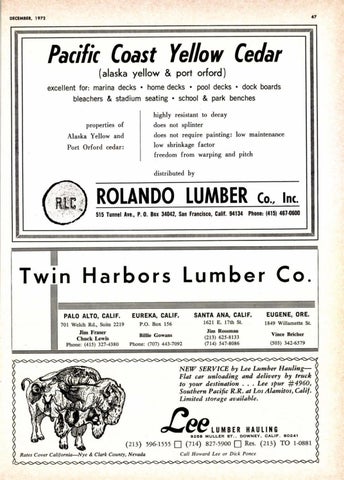 DECEMBER, 1972
47
Pacific Coast Yellow Cedar
(alaska yellow & port orford)
excellent for: marina decks • home decks • pool decks • dock boards
bleachers & stadium seating • school & park benches
properties of
Alaska Yellow and
Port Orford cedar:
highly resistant to decay
does not splinter
does not require painting: low maintenance
low shrinkage factor
freedom from warping and pitch
distributed by
R.L.C.
ROLANDO LUMBER Co., Inc.
515 Tunnel Ave., P. O. Box 34042, San Francisco, Calif. 94134 Phone: (415) 467-0600
Twin Harbors Lumber Co.
PALO ALTO, CALIF.
701 Welch Rd., Suite 2219
Jim Frazer
Chuck Lewis
Phone: (415) 327-4380
EUREKA, CALIF.
P.O. Box 156
Billie Gowans
Phone: (707) 443-7092
SANTA ANA, CALIF.
1621 E. 17th St.
Jim Rossman
(213) 625-8133
(714) 547-8086
EUGENE, ORE.
1849 Willamette St.
Vince Bricher
(503) 342-6579
NEW SERVICE by Lee Lumber Hauling—
Flat car unloading and delivery by truck
to your destination . . . Lee spur #4960,
Southern Pacific R.R. at Los Alamitos, Calif.
Limited storage available.
Lee LUMBER HAULING
9258 MULLER ST., DOWNEY, CALIF. 90241
(213) 596-1555 □ (714) 827-5900 □ Res: (213) TO 1-0881
Rates Cover California—Nye & Clark County, Nevada
Call Howard Lee or Dick Ponce